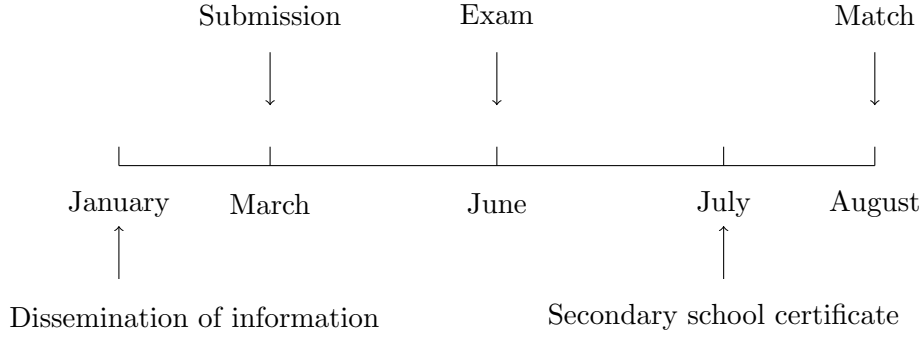 Submission Exam Match
January March June July August
Dissemination of information Secondary school certificate